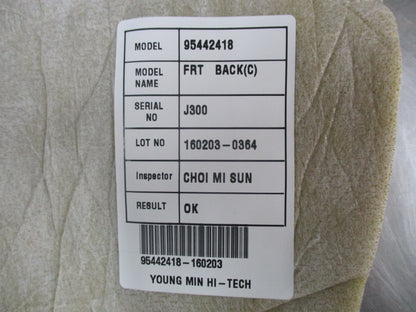 MODEL 95442418
MODEL NAME FRT BACK(C)
SERIAL NO J300
LOT NO 160203-0364
Inspector CHOI MI SUN
RESULT OK
95442418-160203
YOUNG MIN HI-TECH